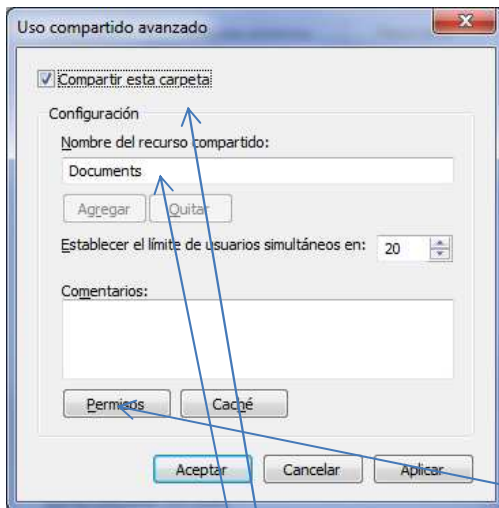 Uso compartido avanzado
Compartir esta carpeta
Configuración
Nombre del recurso compartido:
Documents
Agregar Quitar
Establecer el límite de usuarios simultáneos en: 20
Comentarios:
Permisos Caché
Aceptar Cancelar Aplicar